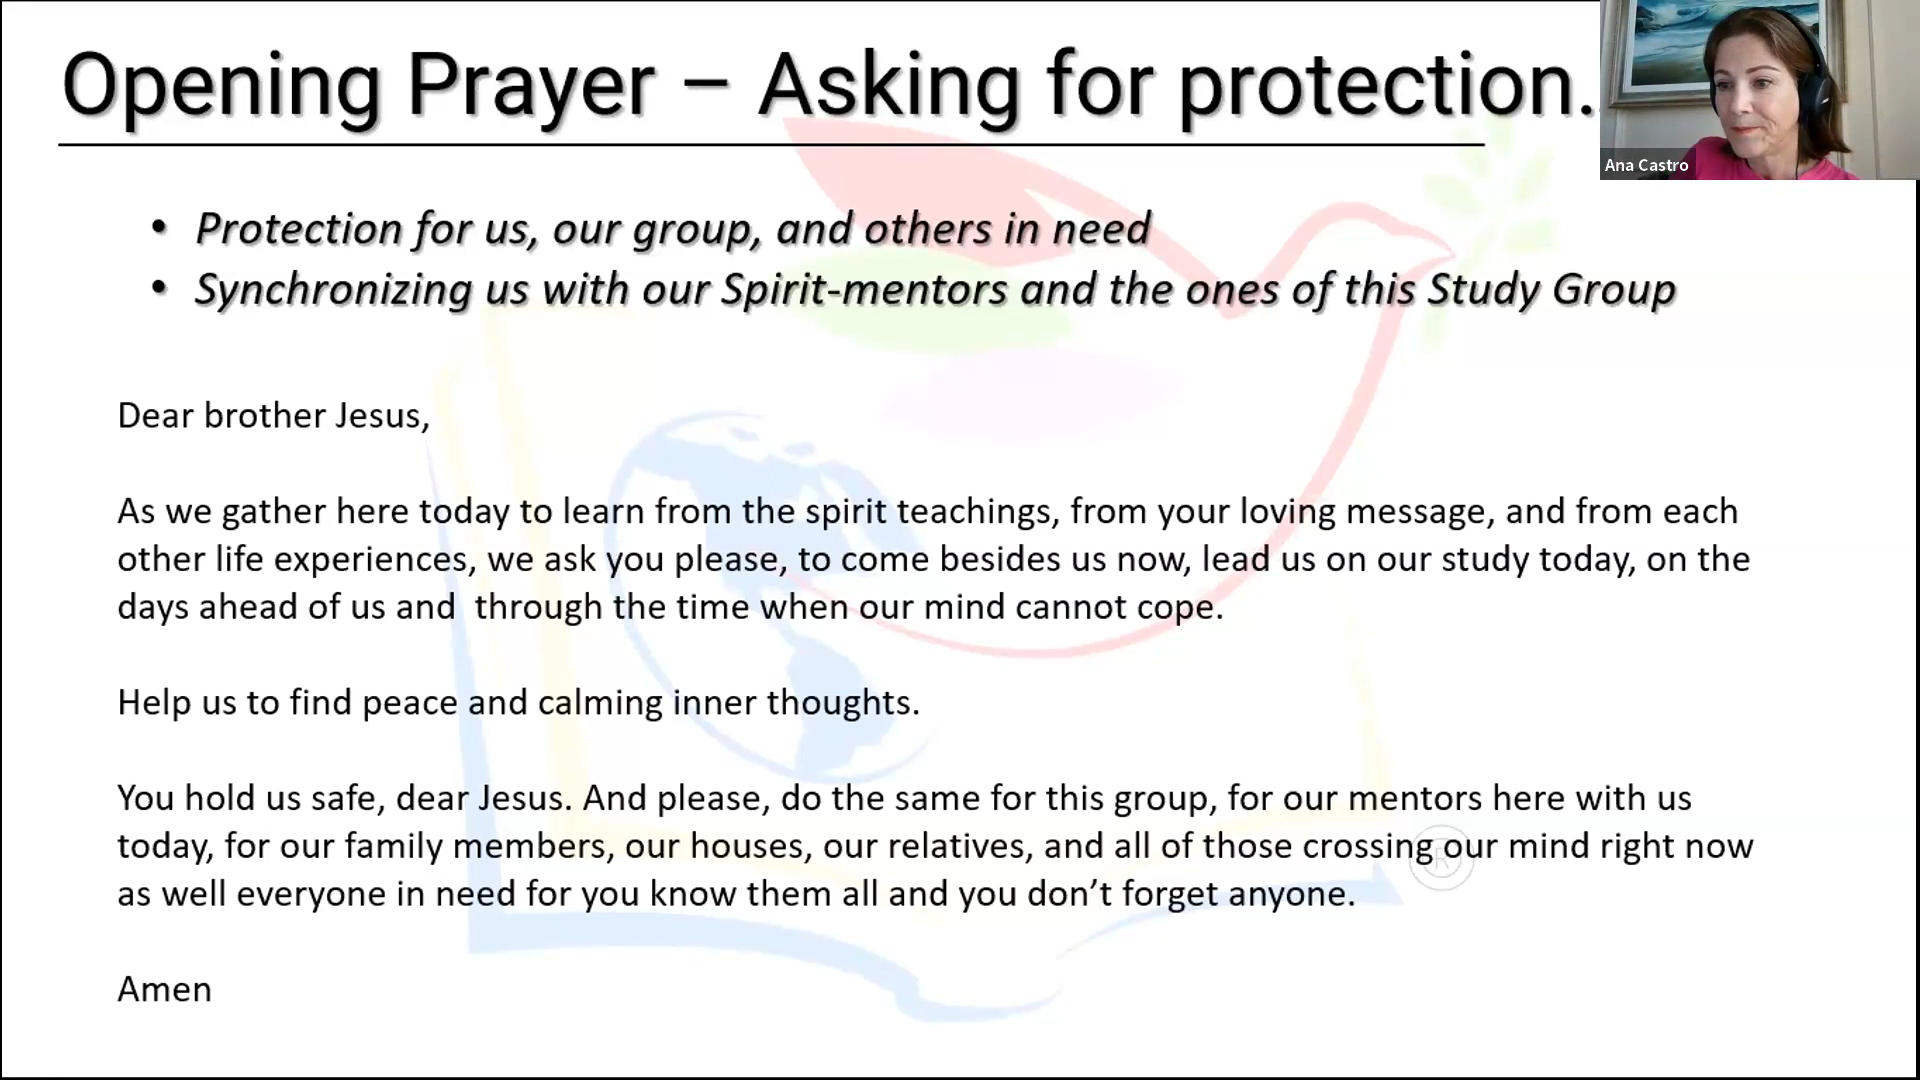 Opening Prayer – Asking for protection.
Ana Castro
• Protection for us, our group, and others in need
• Synchronizing us with our Spirit-mentors and the ones of this Study Group
Dear brother Jesus,
As we gather here today to learn from the spirit teachings, from your loving message, and from each
other life experiences, we ask you please, to come besides us now, lead us on our study today, on the
days ahead of us and  through the time when our mind cannot cope.
Help us to find peace and calming inner thoughts.
You hold us safe, dear Jesus. And please, do the same for this group, for our mentors here with us
today, for our family members, our houses, our relatives, and all of those crossing our mind right now
as well everyone in need for you know them all and you don’t forget anyone.
®
Amen